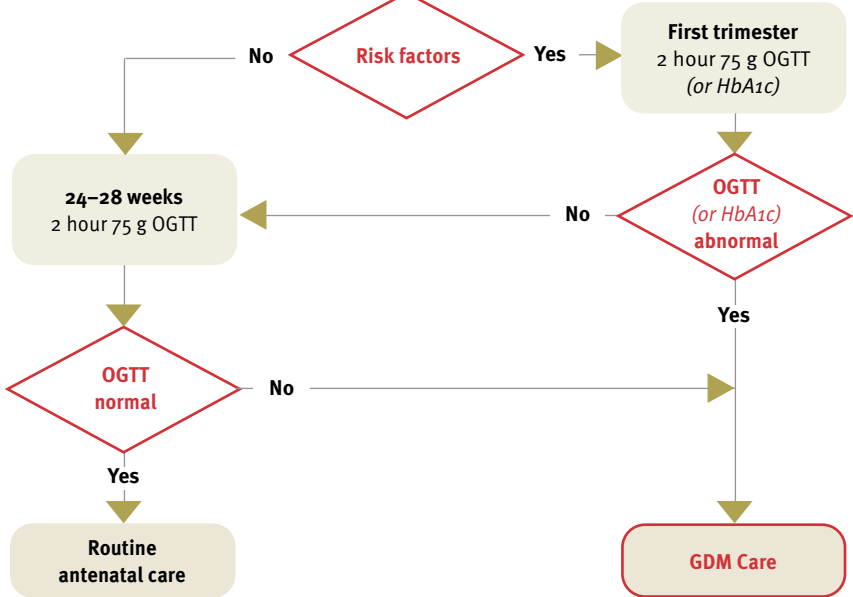 No
Risk factors
Yes
First trimester
2 hour 75 g OGTT
(or HbA1c)
24–28 weeks
2 hour 75 g OGTT
No
OGTT
(or HbA1c)
abnormal
Yes
OGTT
normal
No
Yes
Routine
antenatal care
GDM Care